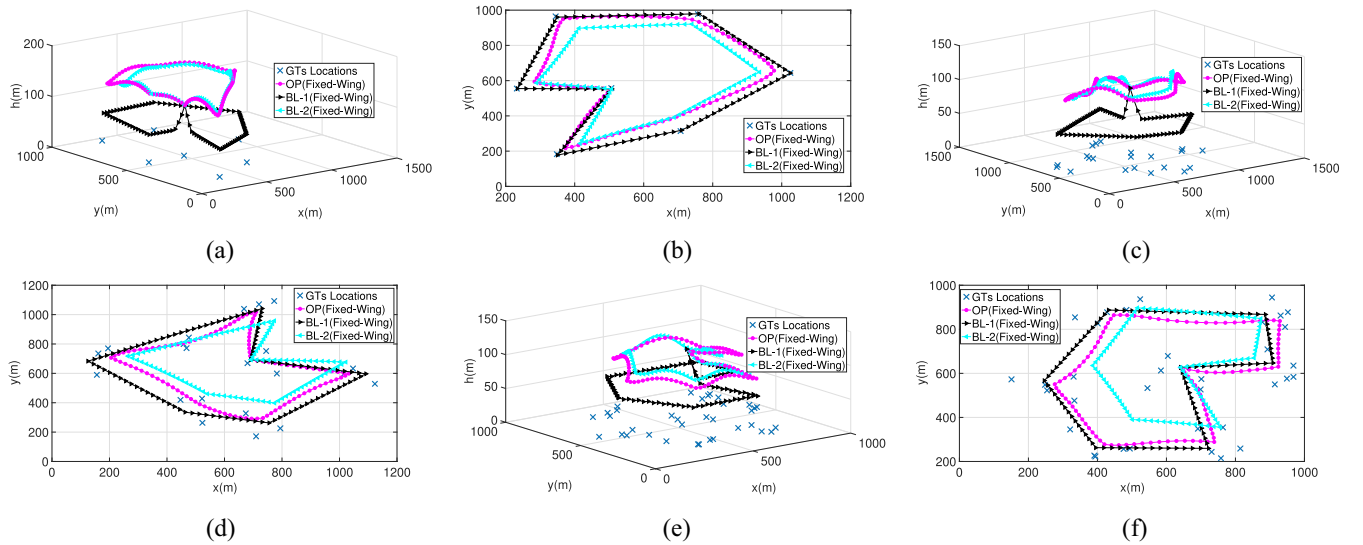 200
150
100
50
0
1000
500
0
0
500
1000
1500
h(m)
y(m)
x(m)
GTs Locations
OP(Fixed-Wing)
BL-1(Fixed-Wing)
BL-2(Fixed-Wing)
(a)
1000
800
600
400
200
0
200
400
600
800
1000
1200
y(m)
x(m)
GTs Locations
OP(Fixed-Wing)
BL-1(Fixed-Wing)
BL-2(Fixed-Wing)
(b)
150
100
50
0
1500
1000
500
0
0
500
1000
1500
h(m)
y(m)
x(m)
GTs Locations
OP(Fixed-Wing)
BL-1(Fixed-Wing)
BL-2(Fixed-Wing)
(c)
1200
1000
800
600
400
200
0
0
200
400
600
800
1000
1200
y(m)
x(m)
GTs Locations
OP(Fixed-Wing)
BL-1(Fixed-Wing)
BL-2(Fixed-Wing)
(d)
150
100
50
0
1000
500
0
0
500
1000
h(m)
y(m)
x(m)
GTs Locations
OP(Fixed-Wing)
BL-1(Fixed-Wing)
BL-2(Fixed-Wing)
(e)
1000
900
800
700
600
500
400
300
200
0
200
400
600
800
1000
y(m)
x(m)
GTs Locations
OP(Fixed-Wing)
BL-1(Fixed-Wing)
BL-2(Fixed-Wing)
(f)